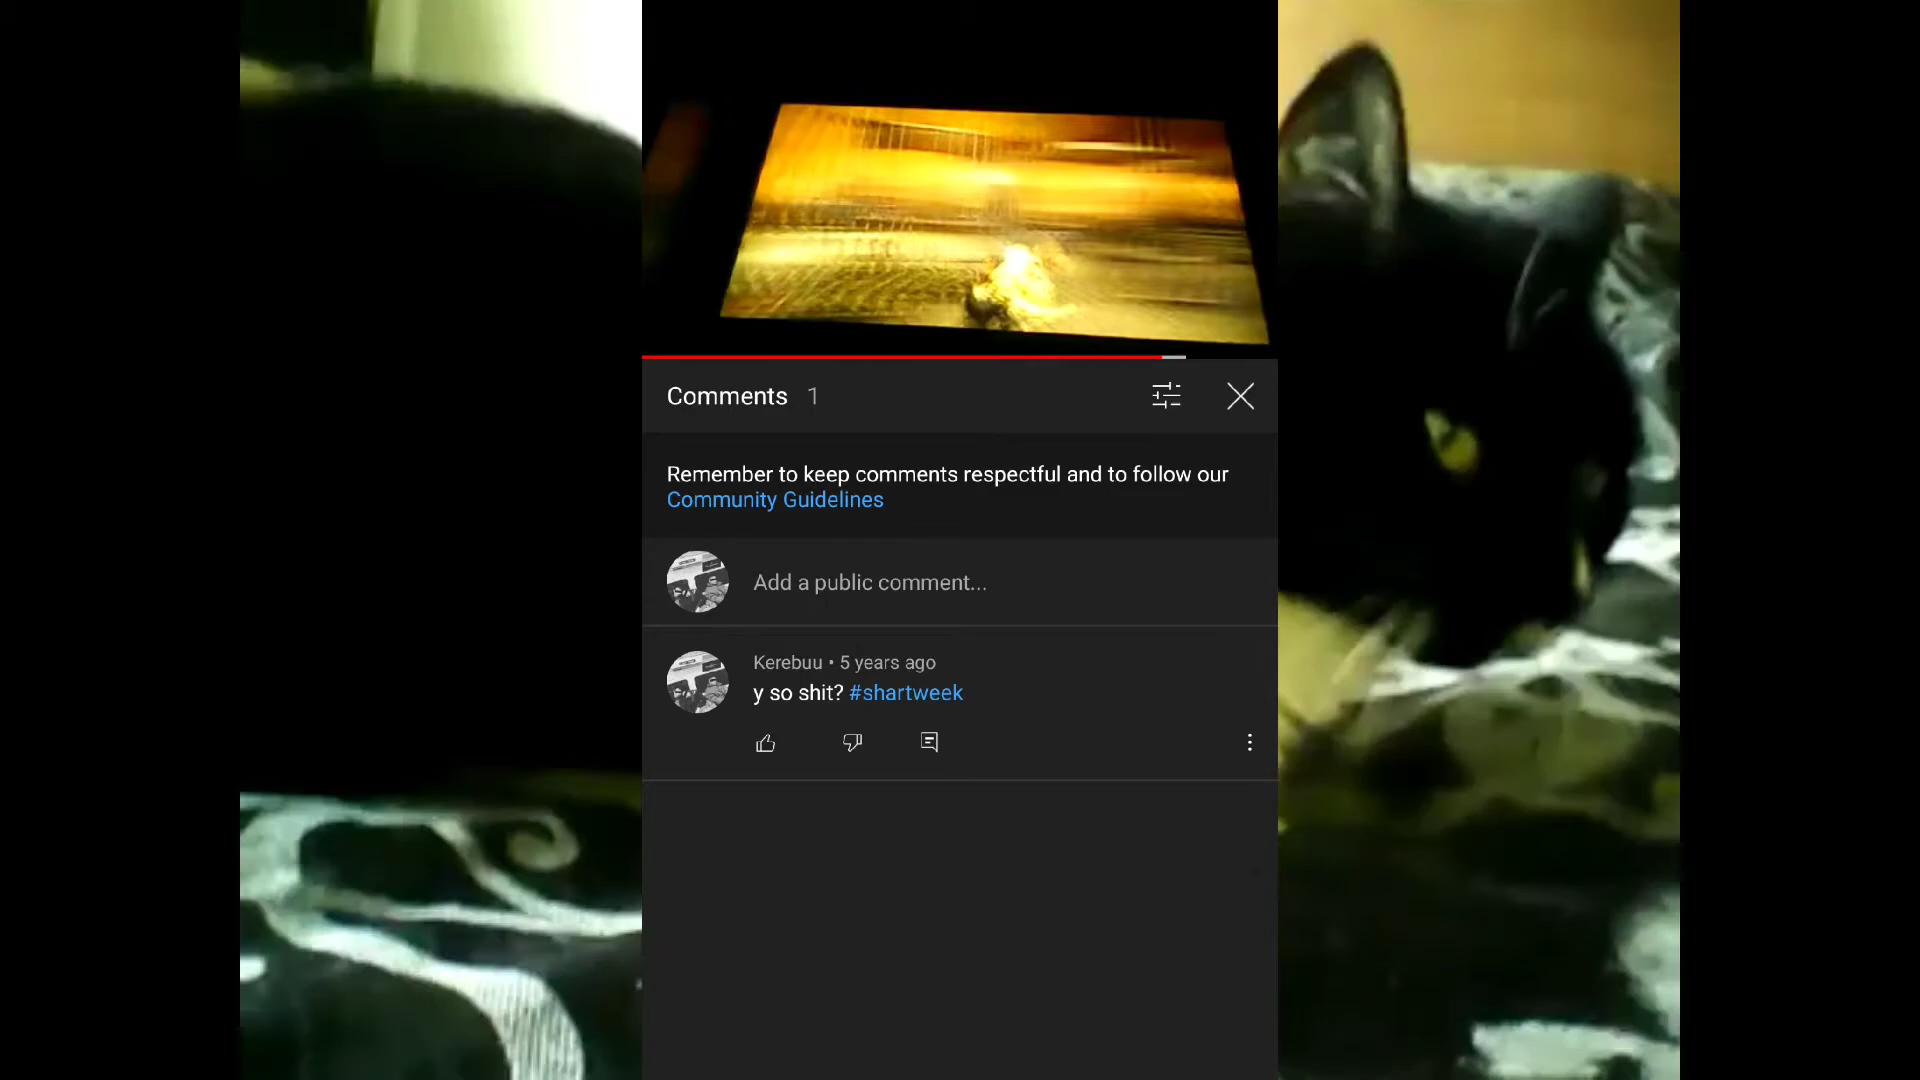 Comments 1
Remember to keep comments respectful and to follow our
Community Guidelines
Add a public comment...
Kerebuu • 5 years ago
y so shit? #shartweek